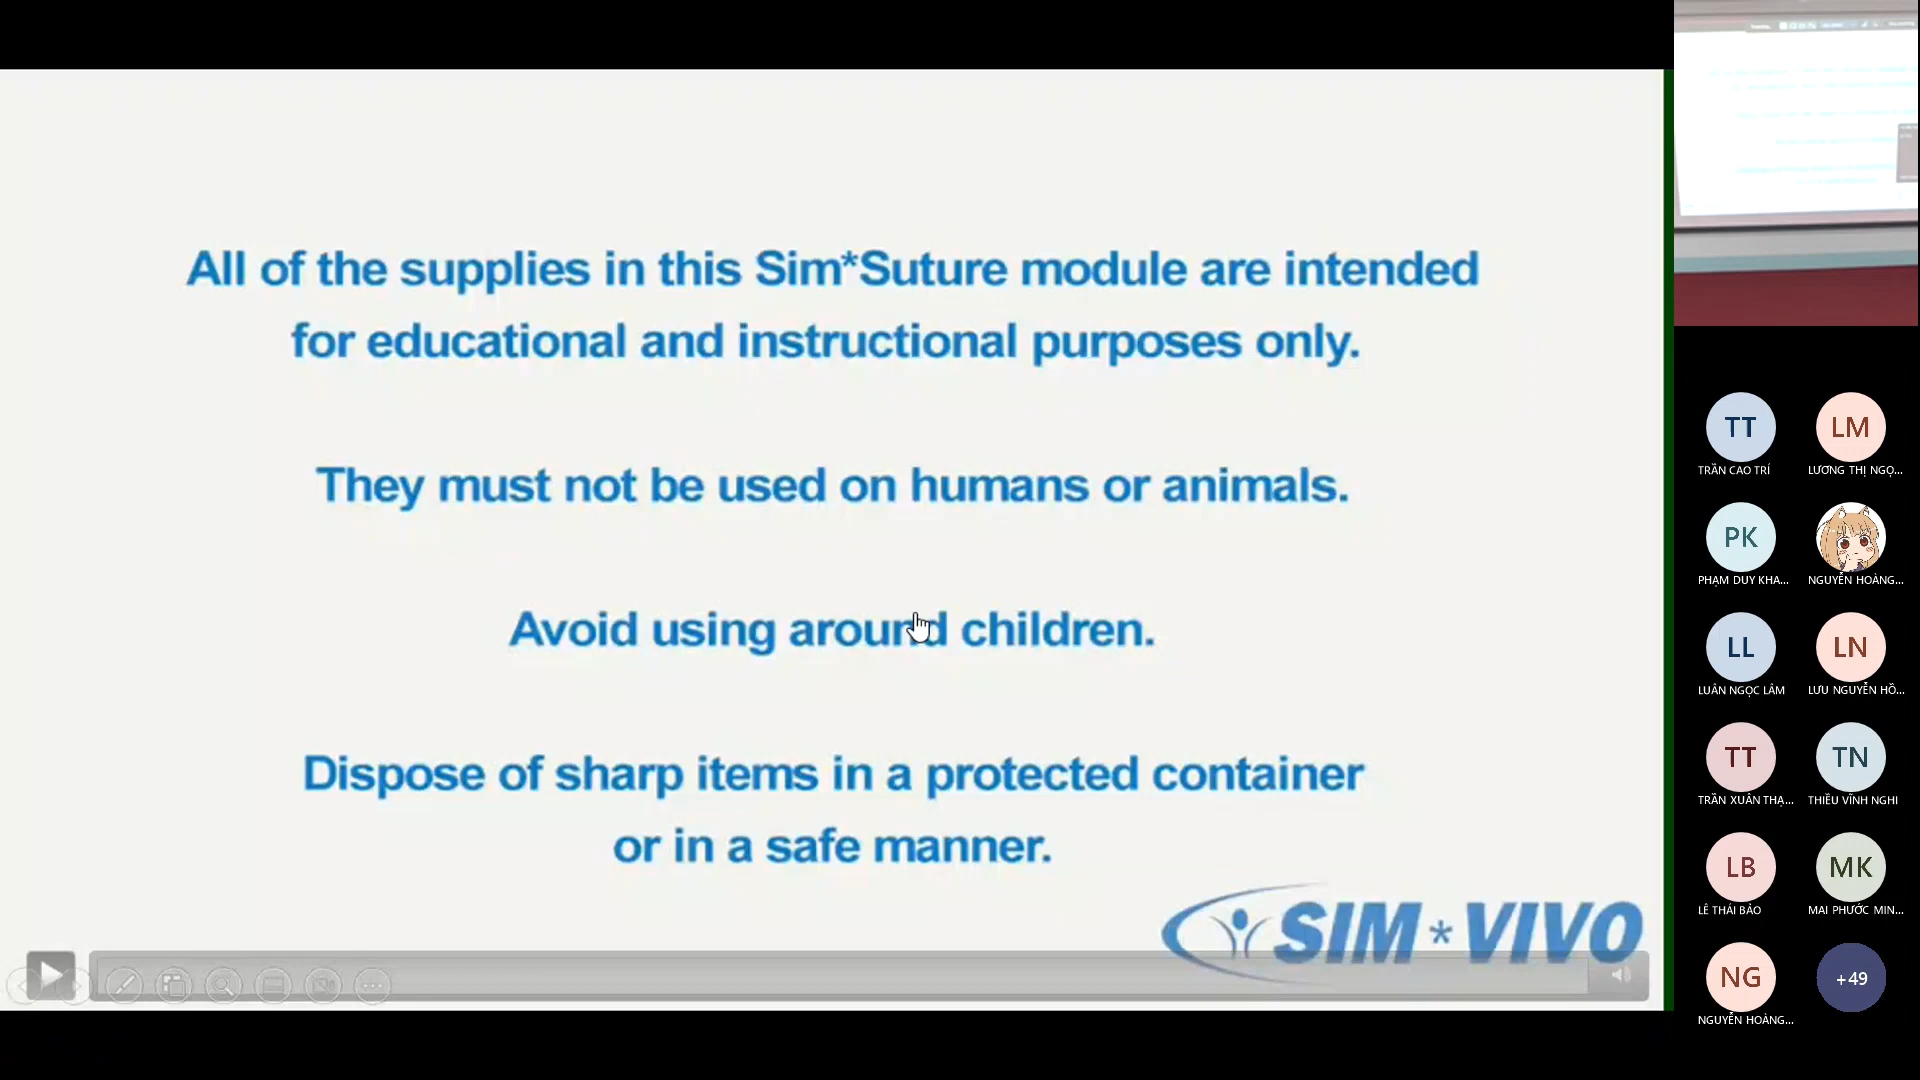 All of the supplies in this Sim*Suture module are intended
for educational and instructional purposes only.
They must not be used on humans or animals.
Avoid using around children.
Dispose of sharp items in a protected container
or in a safe manner.
SIM*VIVO
TT
LM
TRẦN CAO TRÍ
LƯƠNG THỊ NGỌ...
PK
PHẠM DUY KHA...
NGUYỄN HOÀNG...
LL
LN
LUÂN NGỌC LÂM
LƯU NGUYỄN HỒ...
TT
TN
TRẦN XUÂN THẠ...
THIỀU VĨNH NGHI
LB
MK
LÊ THÁI BẢO
MAI PHƯỚC MIN...
NG
+49
NGUYỄN HOÀNG...